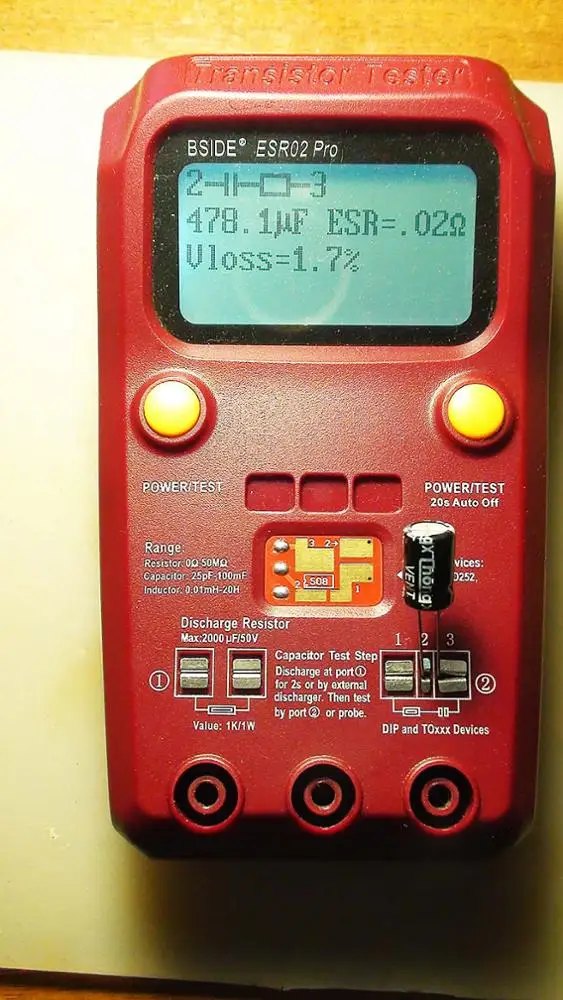 Transistor Tester
BSIDE® ESR02 Pro
2 3
478.1µF ESR=.02Ω
Vloss=1.7%
POWER/TEST
POWER/TEST
20s Auto Off
3 2
2 508 1
Range:
Resistor: 0Ω-50MΩ
Capacitor: 25pF-100mF
Inductor: 0.01mH-20H
VENT
Discharge Resistor
Max:2000 µF/50V
Capacitor Test Step
Discharge at port①
for 2s or by external
discharger. Then test
by port② or probe.
1 2 3
①
②
Value: 1K/1W
DIP and TOxxx Devices